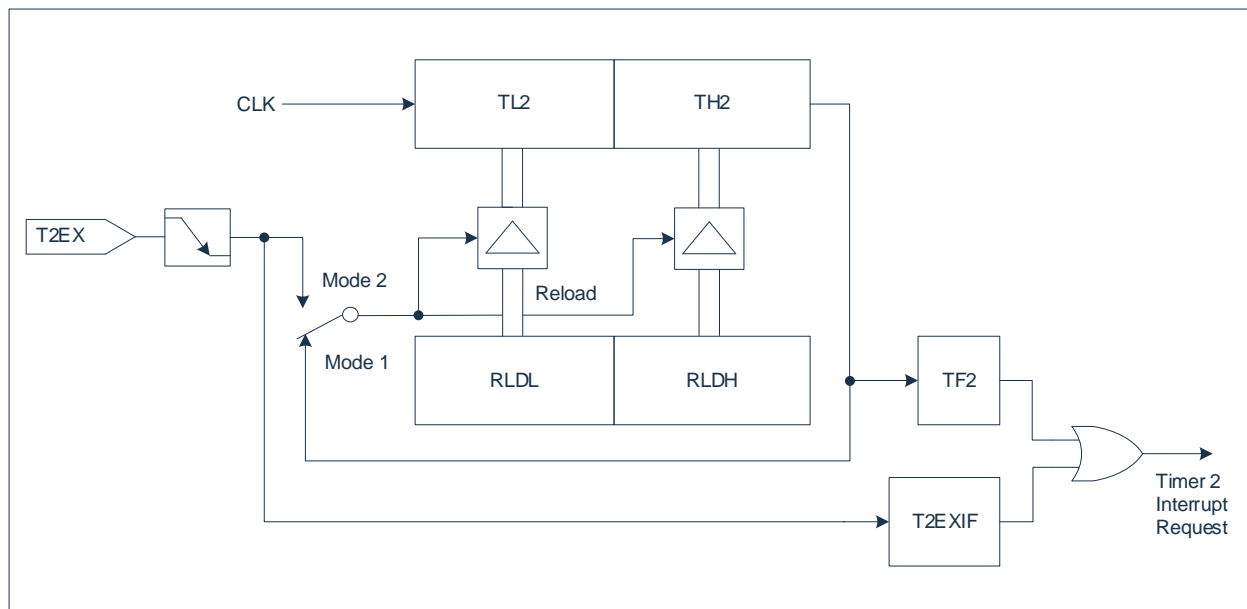 CLK
TL2
TH2
T2EX
Mode 2
Reload
Mode 1
RLDL
RLDH
TF2
T2EXIF
Timer 2
Interrupt
Request